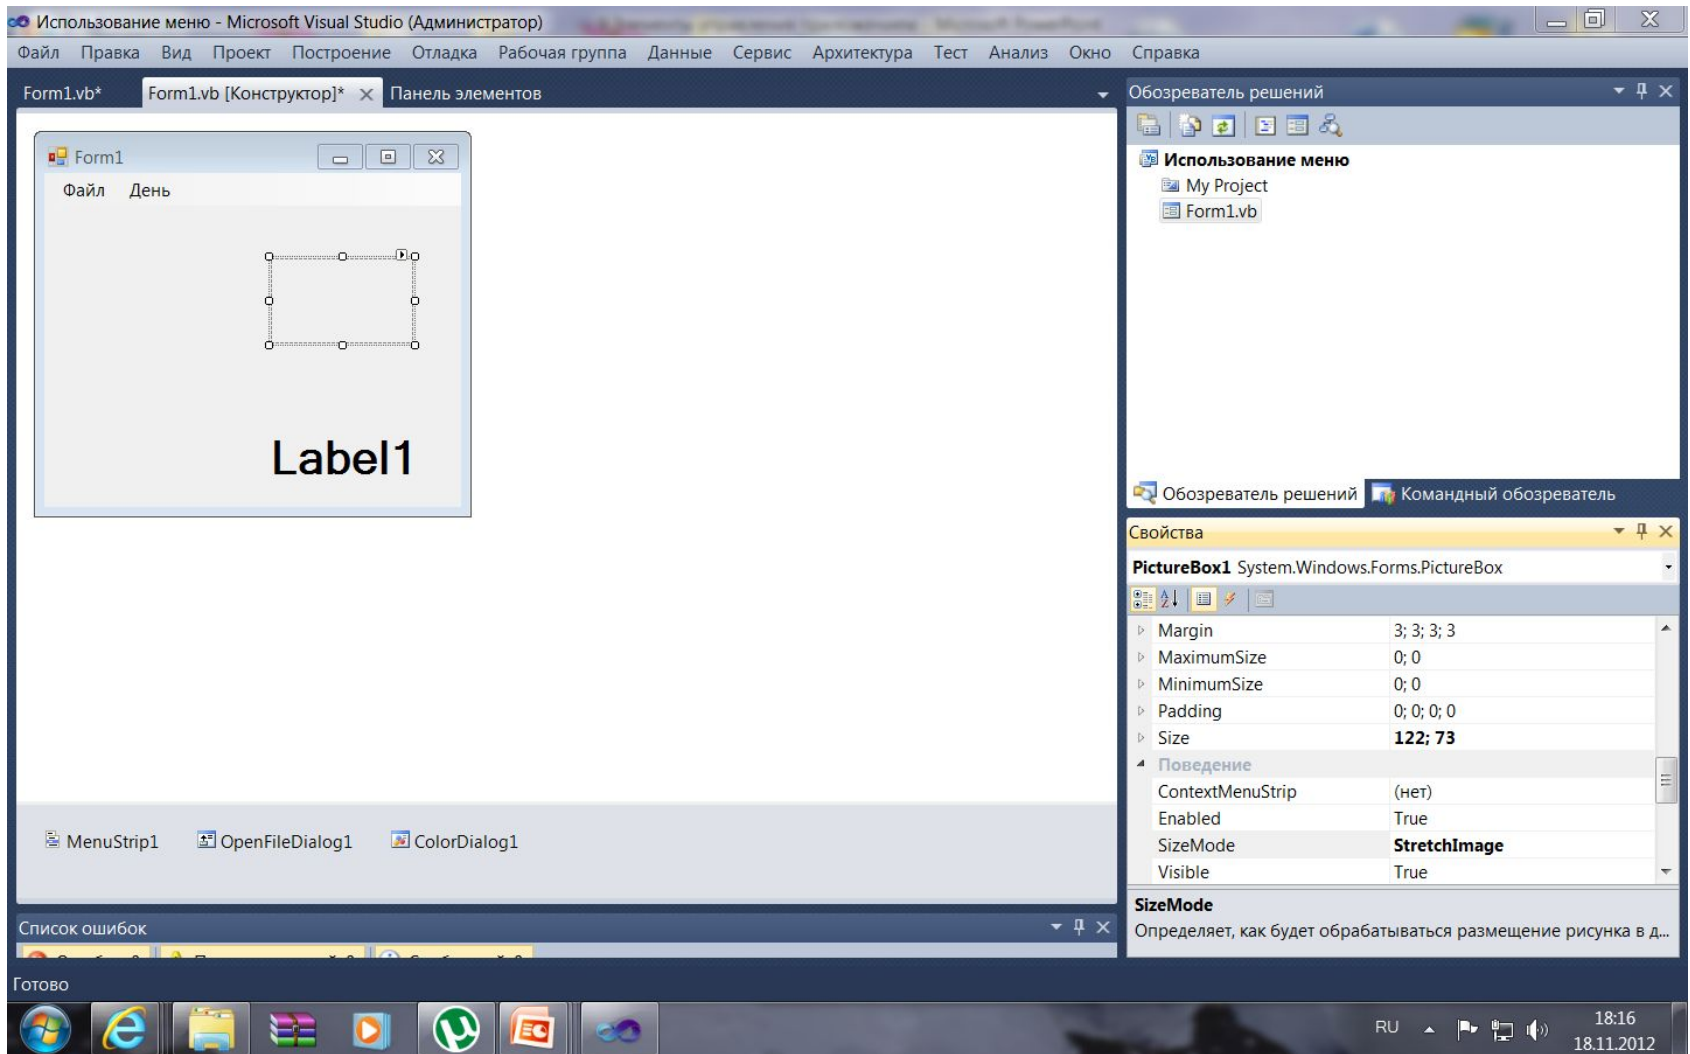 Использование меню - Microsoft Visual Studio (Администратор)
Файл Правка Вид Проект Построение Отладка Рабочая группа Данные Сервис Архитектура Тест Анализ Окно Справка
Form1.vb* Form1.vb [Конструктор]* Панель элементов
Form1
Файл День
Label1
MenuStrip1 OpenFileDialog1 ColorDialog1
Список ошибок
Обозреватель решений
Использование меню
My Project
Form1.vb
Обозреватель решений Командный обозреватель
Свойства
PictureBox1 System.Windows.Forms.PictureBox
Margin 3; 3; 3; 3
MaximumSize 0; 0
MinimumSize 0; 0
Padding 0; 0; 0; 0
Size 122; 73
Поведение
ContextMenuStrip (нет)
Enabled True
SizeMode StretchImage
Visible True
SizeMode
Определяет, как будет обрабатываться размещение рисунка в д...
Готово
RU
18:16
18.11.2012